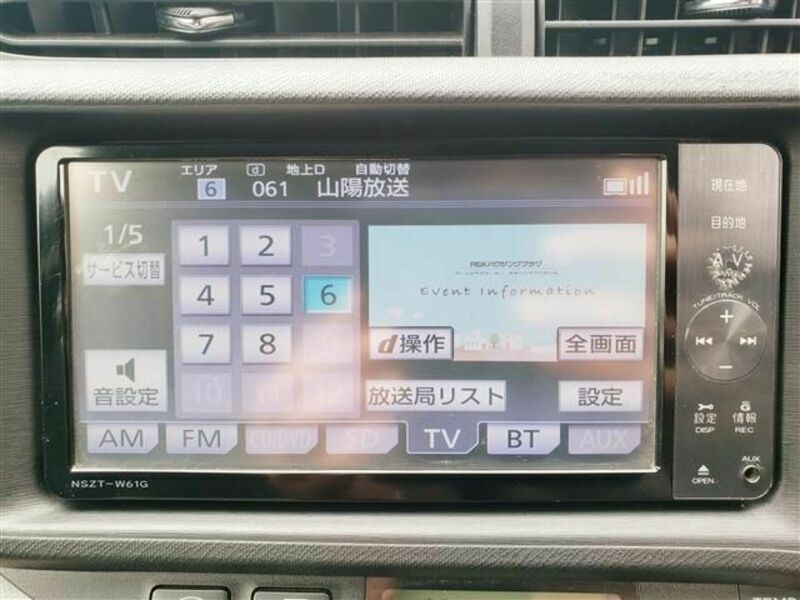 TV エリア 6 d 地上D 061 自動切替 山陽放送
1/5
サービス切替
1 2 3
4 5 6
7 8 9
10 11 12
RSKハウジングプラザ
Event Information
d操作 全画面
音設定 放送局リスト 設定
AM FM CD/DVD SD TV BT AUX
NSZT-W61G
現在地
目的地
AV
TUNE/TRACK VOL
+
−
設定 情報
DISP REC
AUX
OPEN
TEMP